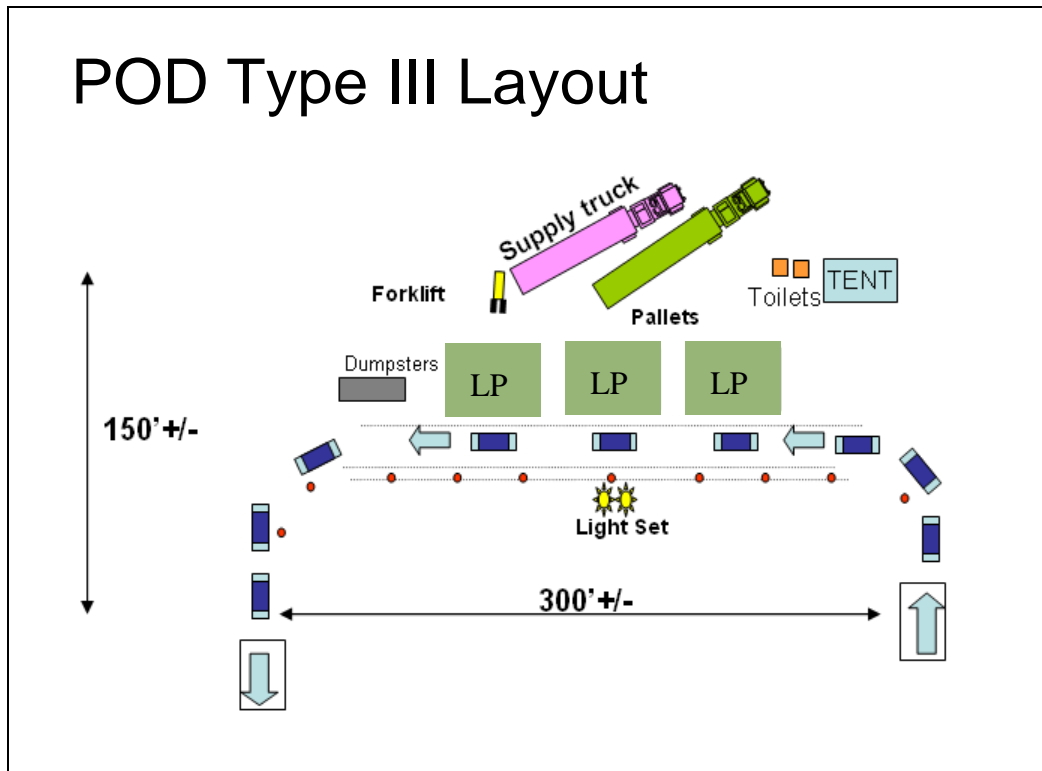 POD Type III Layout
Supply truck
Forklift
Toilets
TENT
Pallets
Dumpsters
LP
LP
LP
150'+/-
Light Set
300'+/-